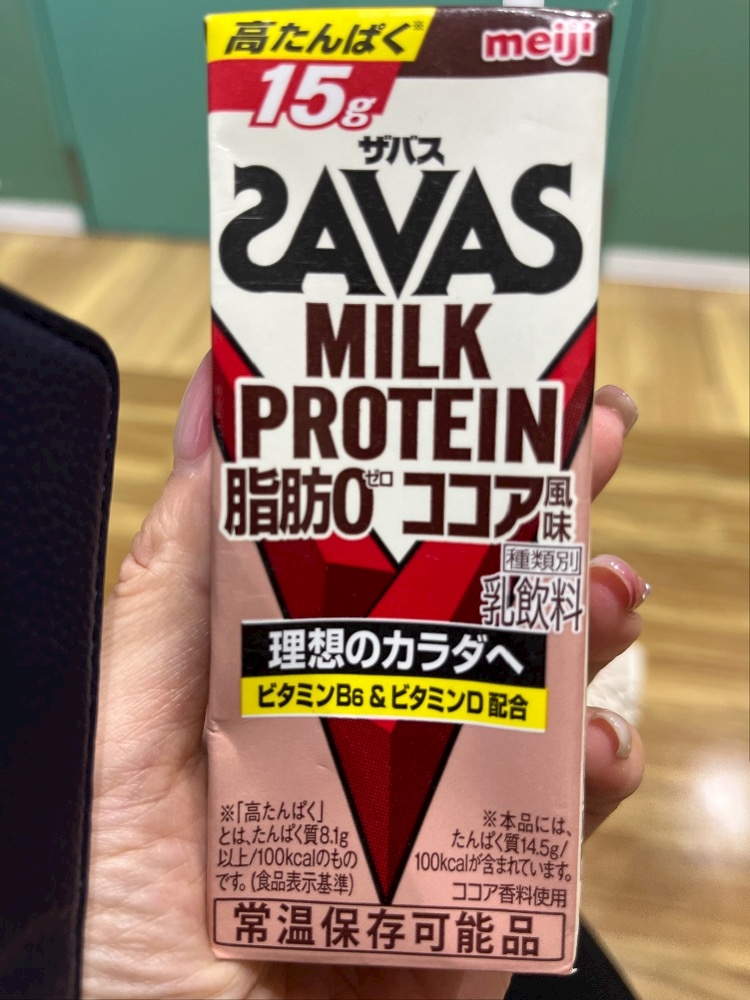 高たんぱく※
meiji
15g
ザバス
SAVAS
MILK
PROTEIN
脂肪0ゼロ ココア風味
種類別
乳飲料
理想のカラダへ
ビタミンB6&ビタミンD配合
※「高たんぱく」
とは、たんぱく質8.1g
以上/100kcalのもの
です。(食品表示基準)
※本品には、
たんぱく質14.5g/
100kcalが含まれています。
ココア香料使用
常温保存可能品